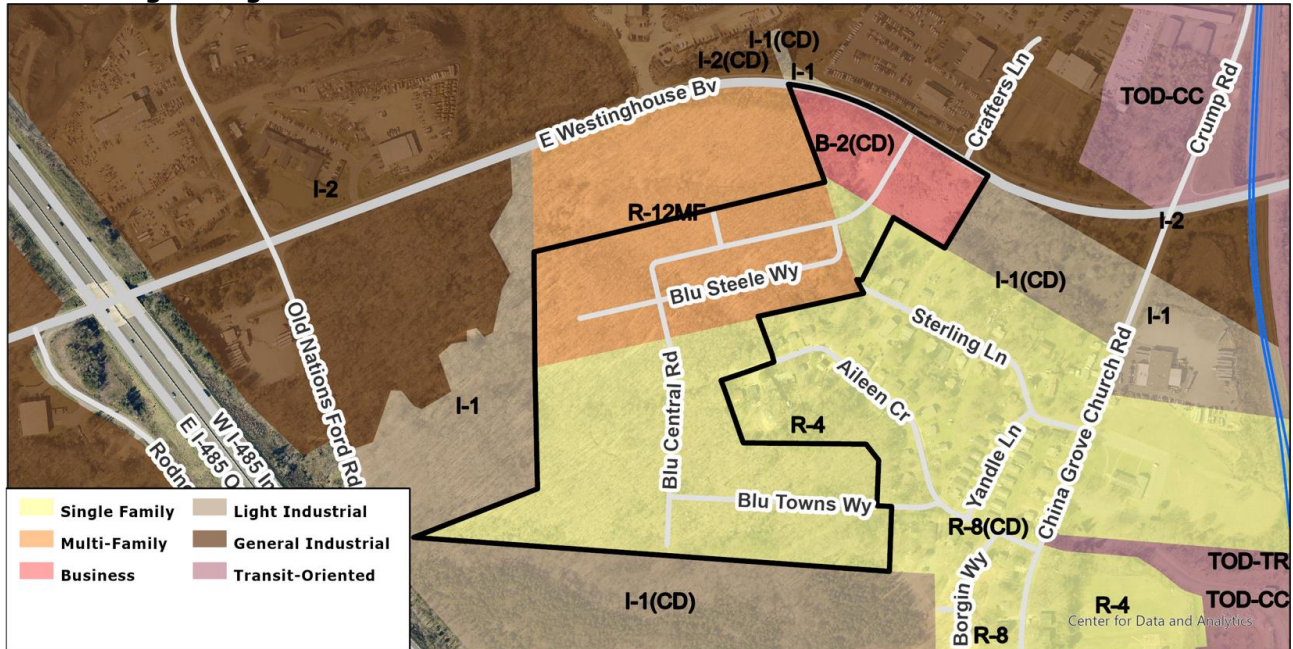 I-1(CD)
I-2(CD)
I-1
E Westinghouse Bv
Crafters Ln
Crump Rd
TOD-CC
B-2(CD)
I-2
R-12MF
I-2
Blu Steele Wy
I-1(CD)
Old Nations Ford Rd
Sterling Ln
I-1
Blu Central Rd
Aileen Cr
I-1
R-4
W I-485 In
E I-485 O
Yandle Ln
China Grove Church Rd
Blu Towns Wy
R-8(CD)
Borgin Wy
TOD-TR
I-1(CD)
R-4
TOD-CC
Center for Data and Analytics
R-8
Single Family
Light Industrial
Multi-Family
General Industrial
Business
Transit-Oriented